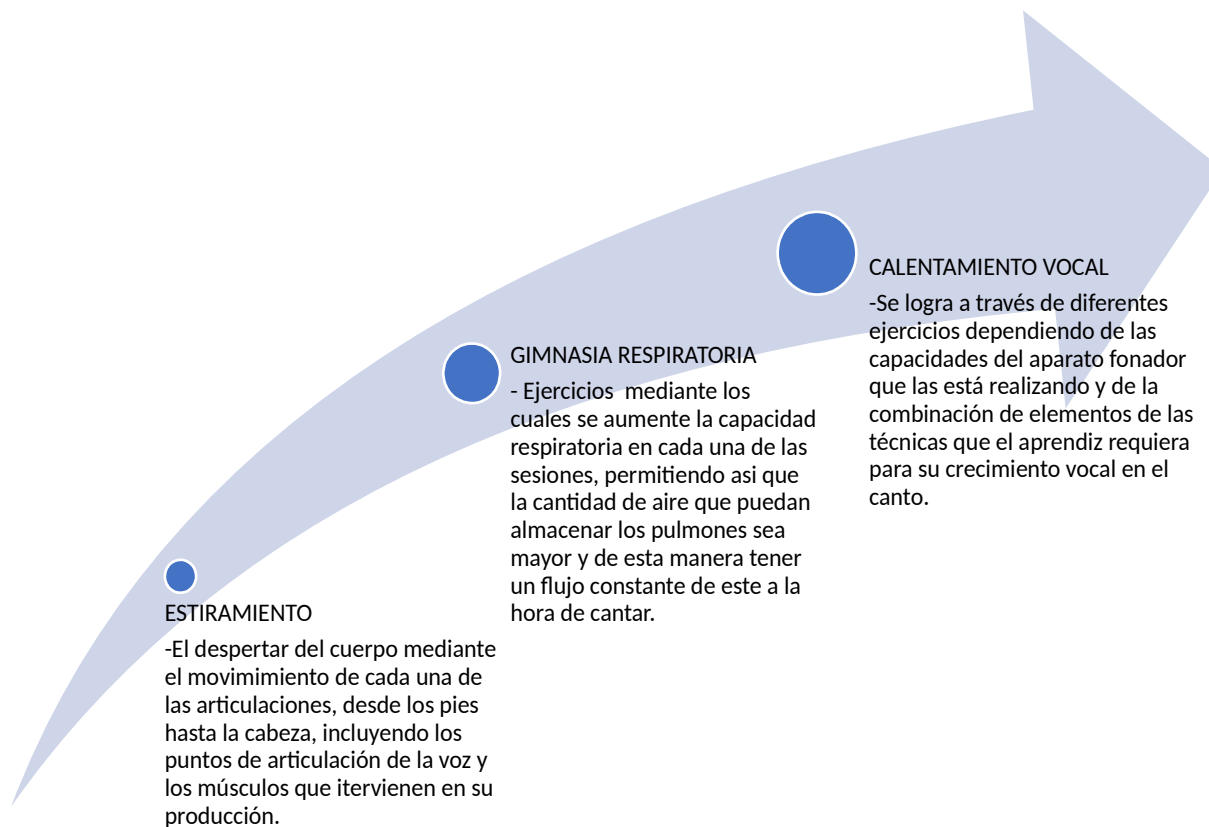 ESTIRAMIENTO
-El despertar del cuerpo mediante
el movimimiento de cada una de
las articulaciones, desde los pies
hasta la cabeza, incluyendo los
puntos de articulación de la voz y
los músculos que itervienen en su
producción.
GIMNASIA RESPIRATORIA
- Ejercicios  mediante los
cuales se aumente la capacidad
respiratoria en cada una de las
sesiones, permitiendo asi que
la cantidad de aire que puedan
almacenar los pulmones sea
mayor y de esta manera tener
un flujo constante de este a la
hora de cantar.
CALENTAMIENTO VOCAL
-Se logra a través de diferentes
ejercicios dependiendo de las
capacidades del aparato fonador
que las está realizando y de la
combinación de elementos de las
técnicas que el aprendiz requiera
para su crecimiento vocal en el
canto.